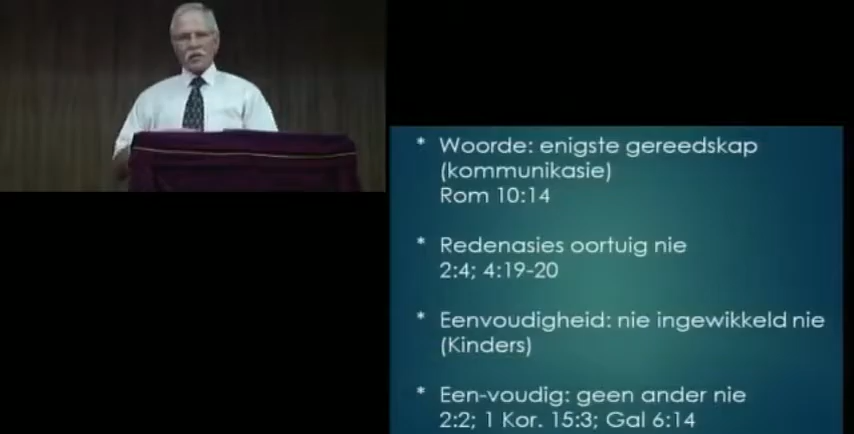 * Woorde: enigste gereedskap
(kommunikasie)
Rom 10:14
* Redenasies oortuig nie
2:4; 4:19-20
* Eenvoudigheid: nie ingewikkeld nie
(Kinders)
* Een-voudig: geen ander nie
2:2; 1 Kor. 15:3; Gal 6:14